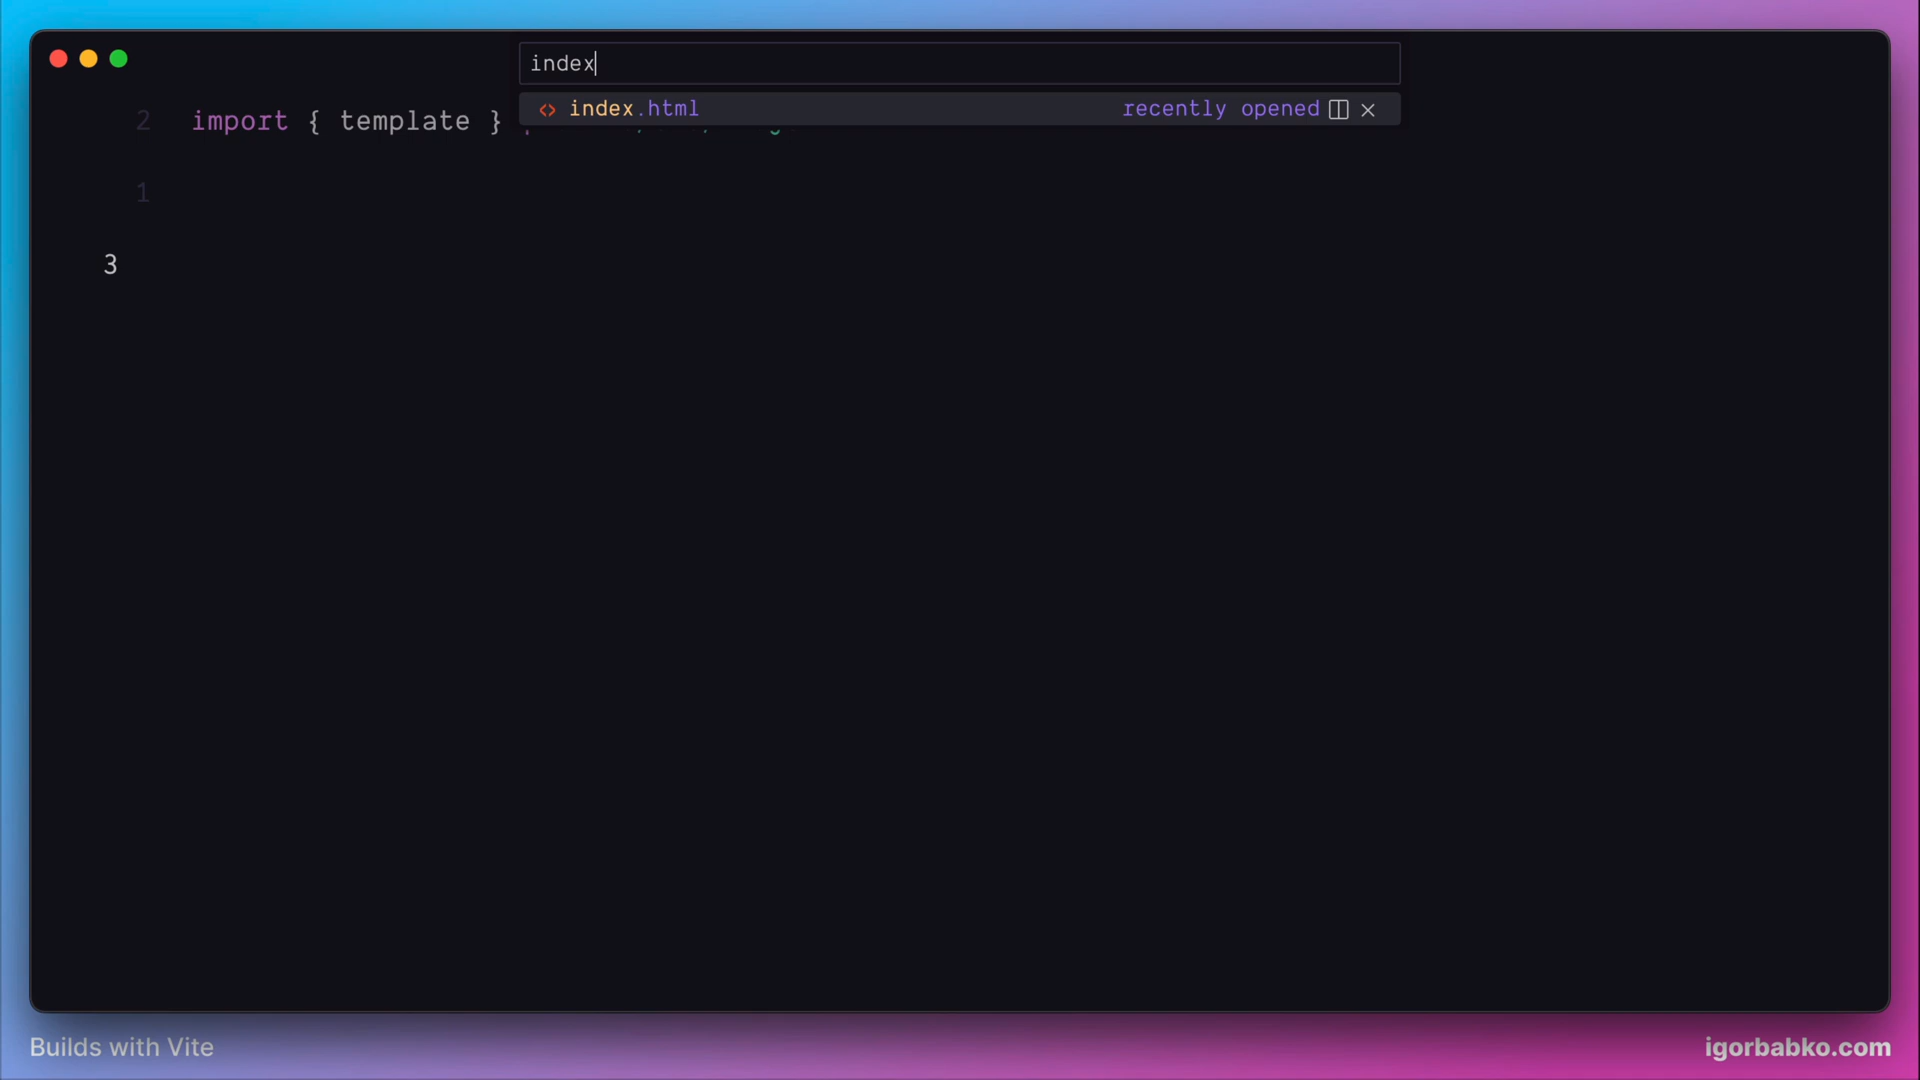 index
index.html recently opened
2 import { template }
1
3
Builds with Vite
igorbabko.com